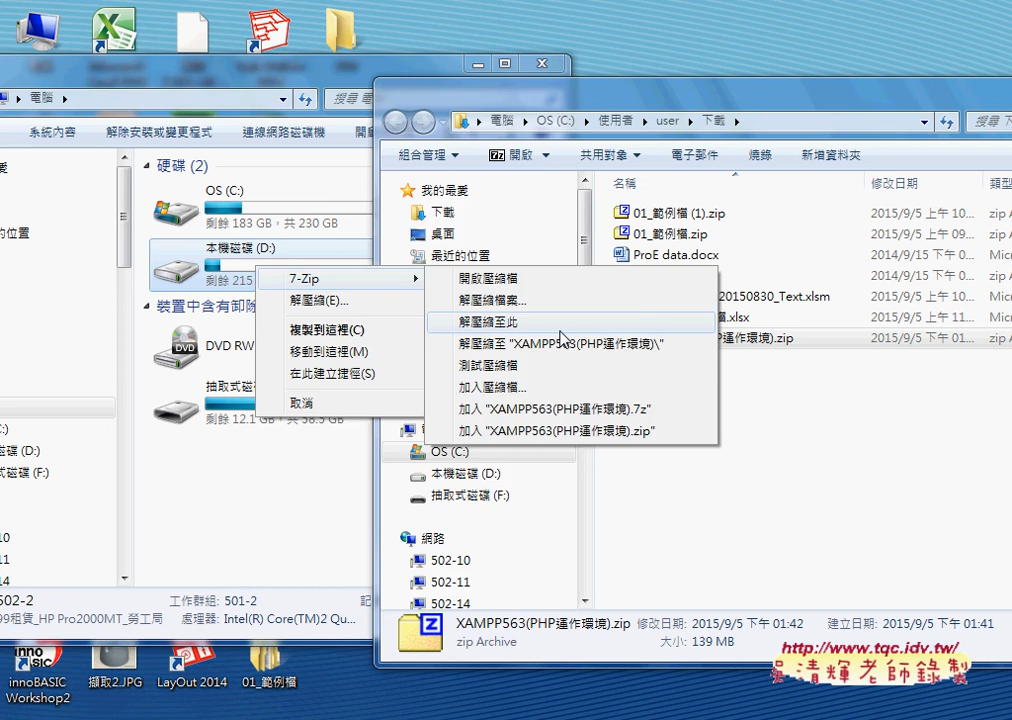 電腦
搜尋 電
系統內容
解除安裝或變更程式
連線網路磁碟機
硬碟 (2)
OS (C:)
剩餘 183 GB，共 230 GB
本機磁碟 (D:)
剩餘 215
裝置中含有卸除
DVD RW
抽取式磁
剩餘 12.1 GB，共 58.5 GB
的位置
502-2
工作群組: 501-2
99租賃_HP Pro2000MT_勞工局
處理器: Intel(R) Core(TM)2 Qu...
電腦
OS (C:)
使用者
user
下載
搜尋 下
組合管理
開啟
共用對象
電子郵件
燒錄
新增資料夾
名稱
修改日期
類型
我的最愛
下載
桌面
最近的位置
01_範例檔 (1).zip
2015/9/5 上午 10...
zip A
01_範例檔.zip
2015/9/5 上午 09...
zip A
ProE data.docx
2014/9/5 上午 10...
2014/9/5 下午 0...
20150830_Text.xlsm
2015/9/5 上午 10...
檔.xlsx
2015/9/5 上午 11...
P運作環境).zip
2015/9/5 下午 01...
zip A
7-Zip
解壓縮(E)...
複製到這裡(C)
移動到這裡(M)
在此建立捷徑(S)
取消
開啟壓縮檔
解壓縮檔案...
解壓縮至此
解壓縮至 "XAMPP563(PHP運作環境)\"
測試壓縮檔
加入壓縮檔...
加入 "XAMPP563(PHP運作環境).7z"
加入 "XAMPP563(PHP運作環境).zip"
OS (C:)
本機磁碟 (D:)
抽取式磁碟 (F:)
網路
502-10
502-11
502-14
XAMPP563(PHP運作環境).zip
修改日期: 2015/9/5 下午 01:42
建立日期: 2015/9/5 下午 01:41
zip Archive
大小: 139 MB
innoBASIC
Workshop2
擷取2.JPG
LayOut 2014
01_範例檔
http://www.tqc.idv.tw/
吳清輝老師錄製